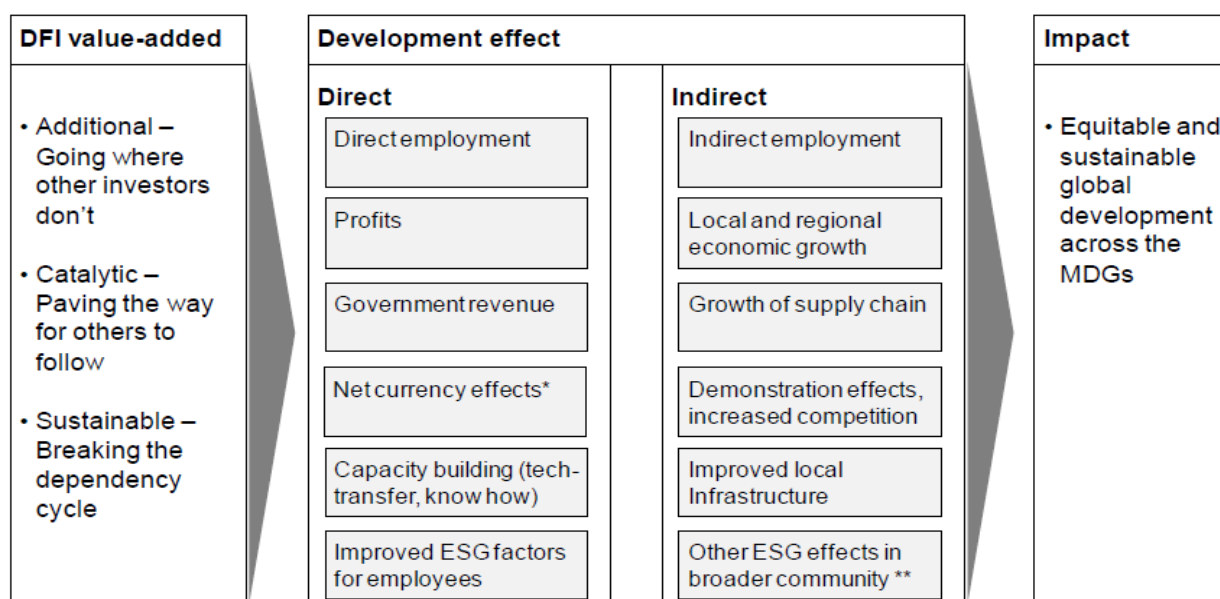 DFI value-added
• Additional –
Going where
other investors
don't
• Catalytic –
Paving the way
for others to
follow
• Sustainable –
Breaking the
dependency
cycle
Development effect
Direct
Direct employment
Profits
Government revenue
Net currency effects*
Capacity building (tech-
transfer, know how)
Improved ESG factors
for employees
Indirect
Indirect employment
Local and regional
economic growth
Growth of supply chain
Demonstration effects,
increased competition
Improved local
Infrastructure
Other ESG effects in
broader community **
Impact
• Equitable and
sustainable
global
development
across the
MDGs